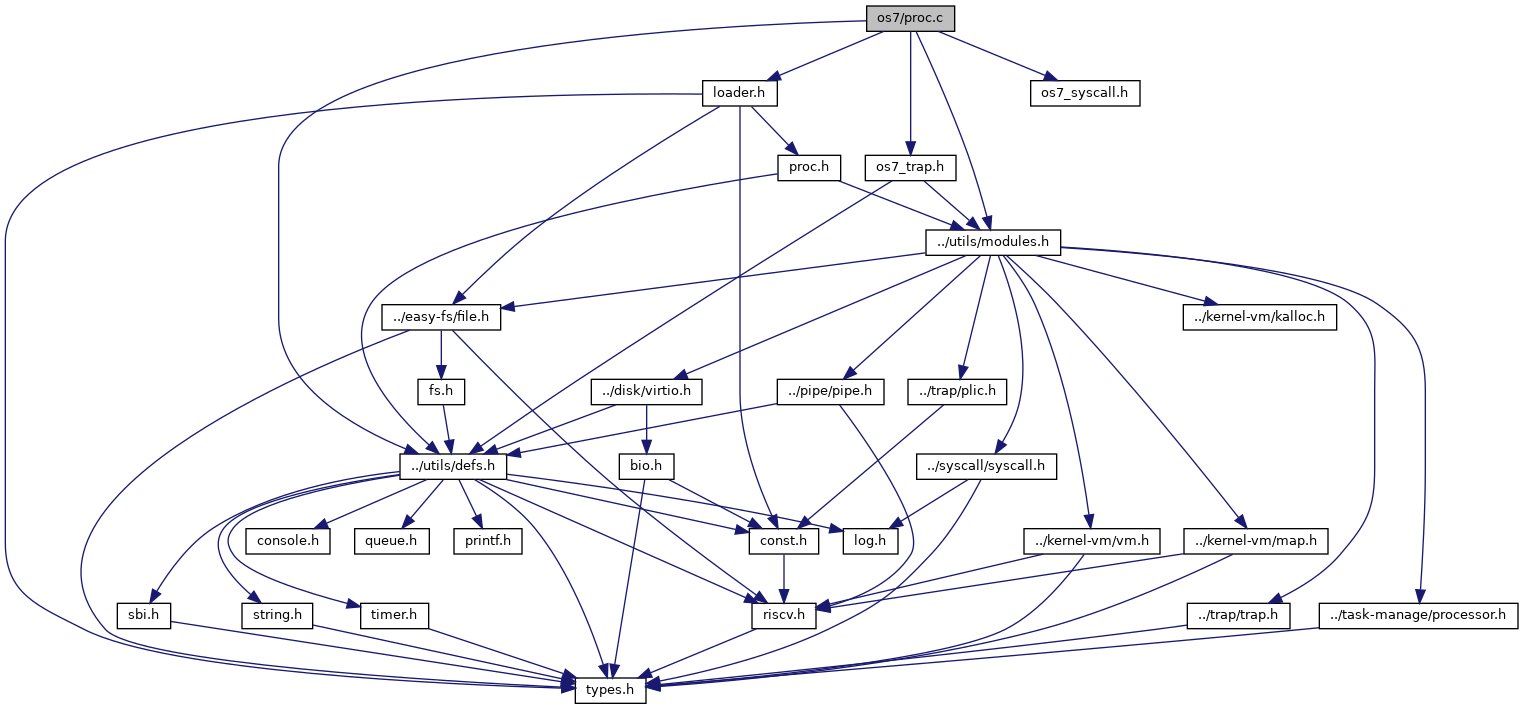 os7/proc.c
loader.h
os7_syscall.h
proc.h
os7_trap.h
../utils/modules.h
../easy-fs/file.h
../kernel-vm/kalloc.h
fs.h
../disk/virtio.h
../pipe/pipe.h
../trap/plic.h
../utils/defs.h
bio.h
../syscall/syscall.h
console.h
queue.h
printf.h
const.h
log.h
../kernel-vm/vm.h
../kernel-vm/map.h
sbi.h
string.h
timer.h
riscv.h
../trap/trap.h
../task-manage/processor.h
types.h